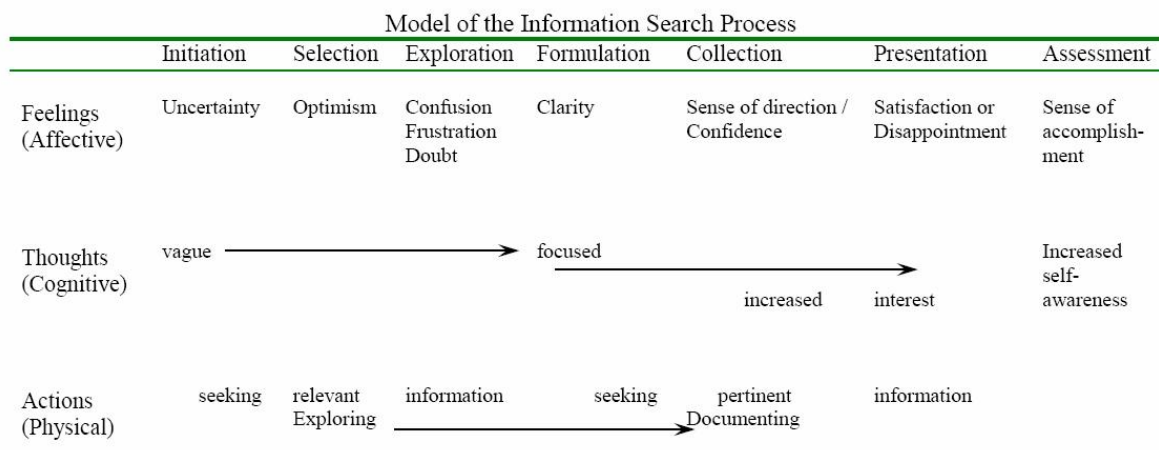 Model of the Information Search Process
Initiation Selection Exploration Formulation Collection Presentation Assessment
Feelings (Affective)
Uncertainty
Optimism
Confusion
Frustration
Doubt
Clarity
Sense of direction /
Confidence
Satisfaction or
Disappointment
Sense of
accomplish-
ment
Thoughts
(Cognitive)
vague
focused
increased interest
Increased
self-
awareness
Actions
(Physical)
seeking relevant information seeking pertinent information
Exploring Documenting